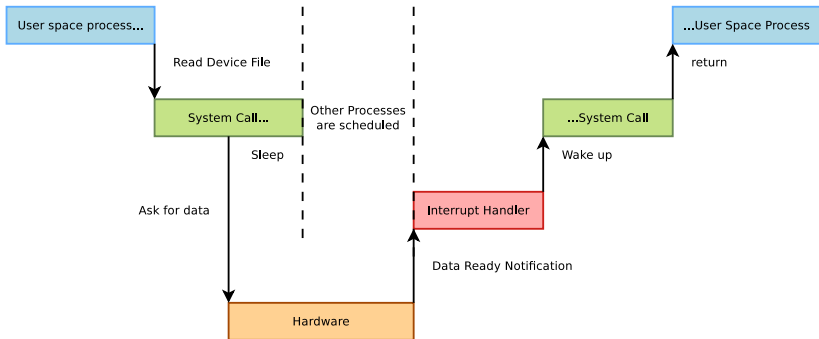 User space process...
...User Space Process
Read Device File
return
System Call...
Other Processes
are scheduled
...System Call
Sleep
Wake up
Ask for data
Interrupt Handler
Data Ready Notification
Hardware